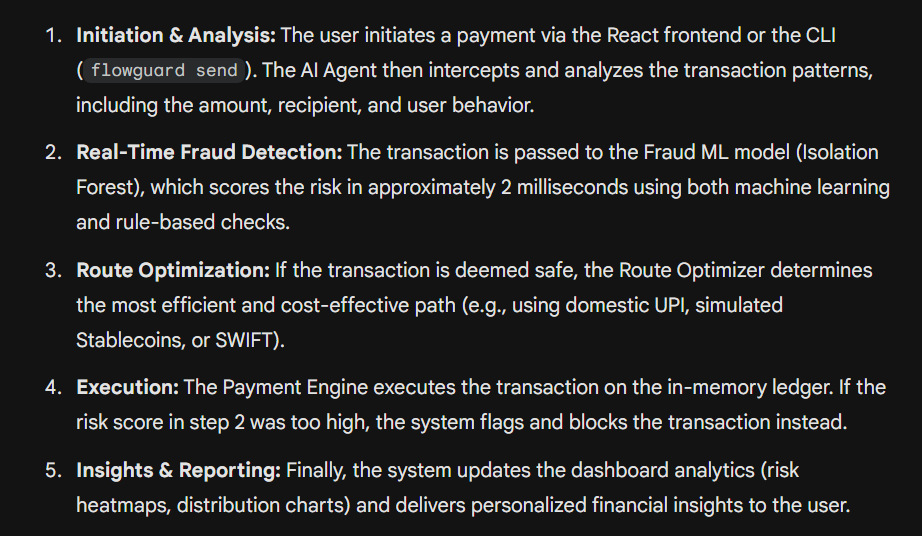 1. Initiation & Analysis: The user initiates a payment via the React frontend or the CLI
( flowguard send ). The AI Agent then intercepts and analyzes the transaction patterns,
including the amount, recipient, and user behavior.
2. Real-Time Fraud Detection: The transaction is passed to the Fraud ML model (Isolation
Forest), which scores the risk in approximately 2 milliseconds using both machine learning
and rule-based checks.
3. Route Optimization: If the transaction is deemed safe, the Route Optimizer determines
the most efficient and cost-effective path (e.g., using domestic UPI, simulated
Stablecoins, or SWIFT).
4. Execution: The Payment Engine executes the transaction on the in-memory ledger. If the
risk score in step 2 was too high, the system flags and blocks the transaction instead.
5. Insights & Reporting: Finally, the system updates the dashboard analytics (risk
heatmaps, distribution charts) and delivers personalized financial insights to the user.